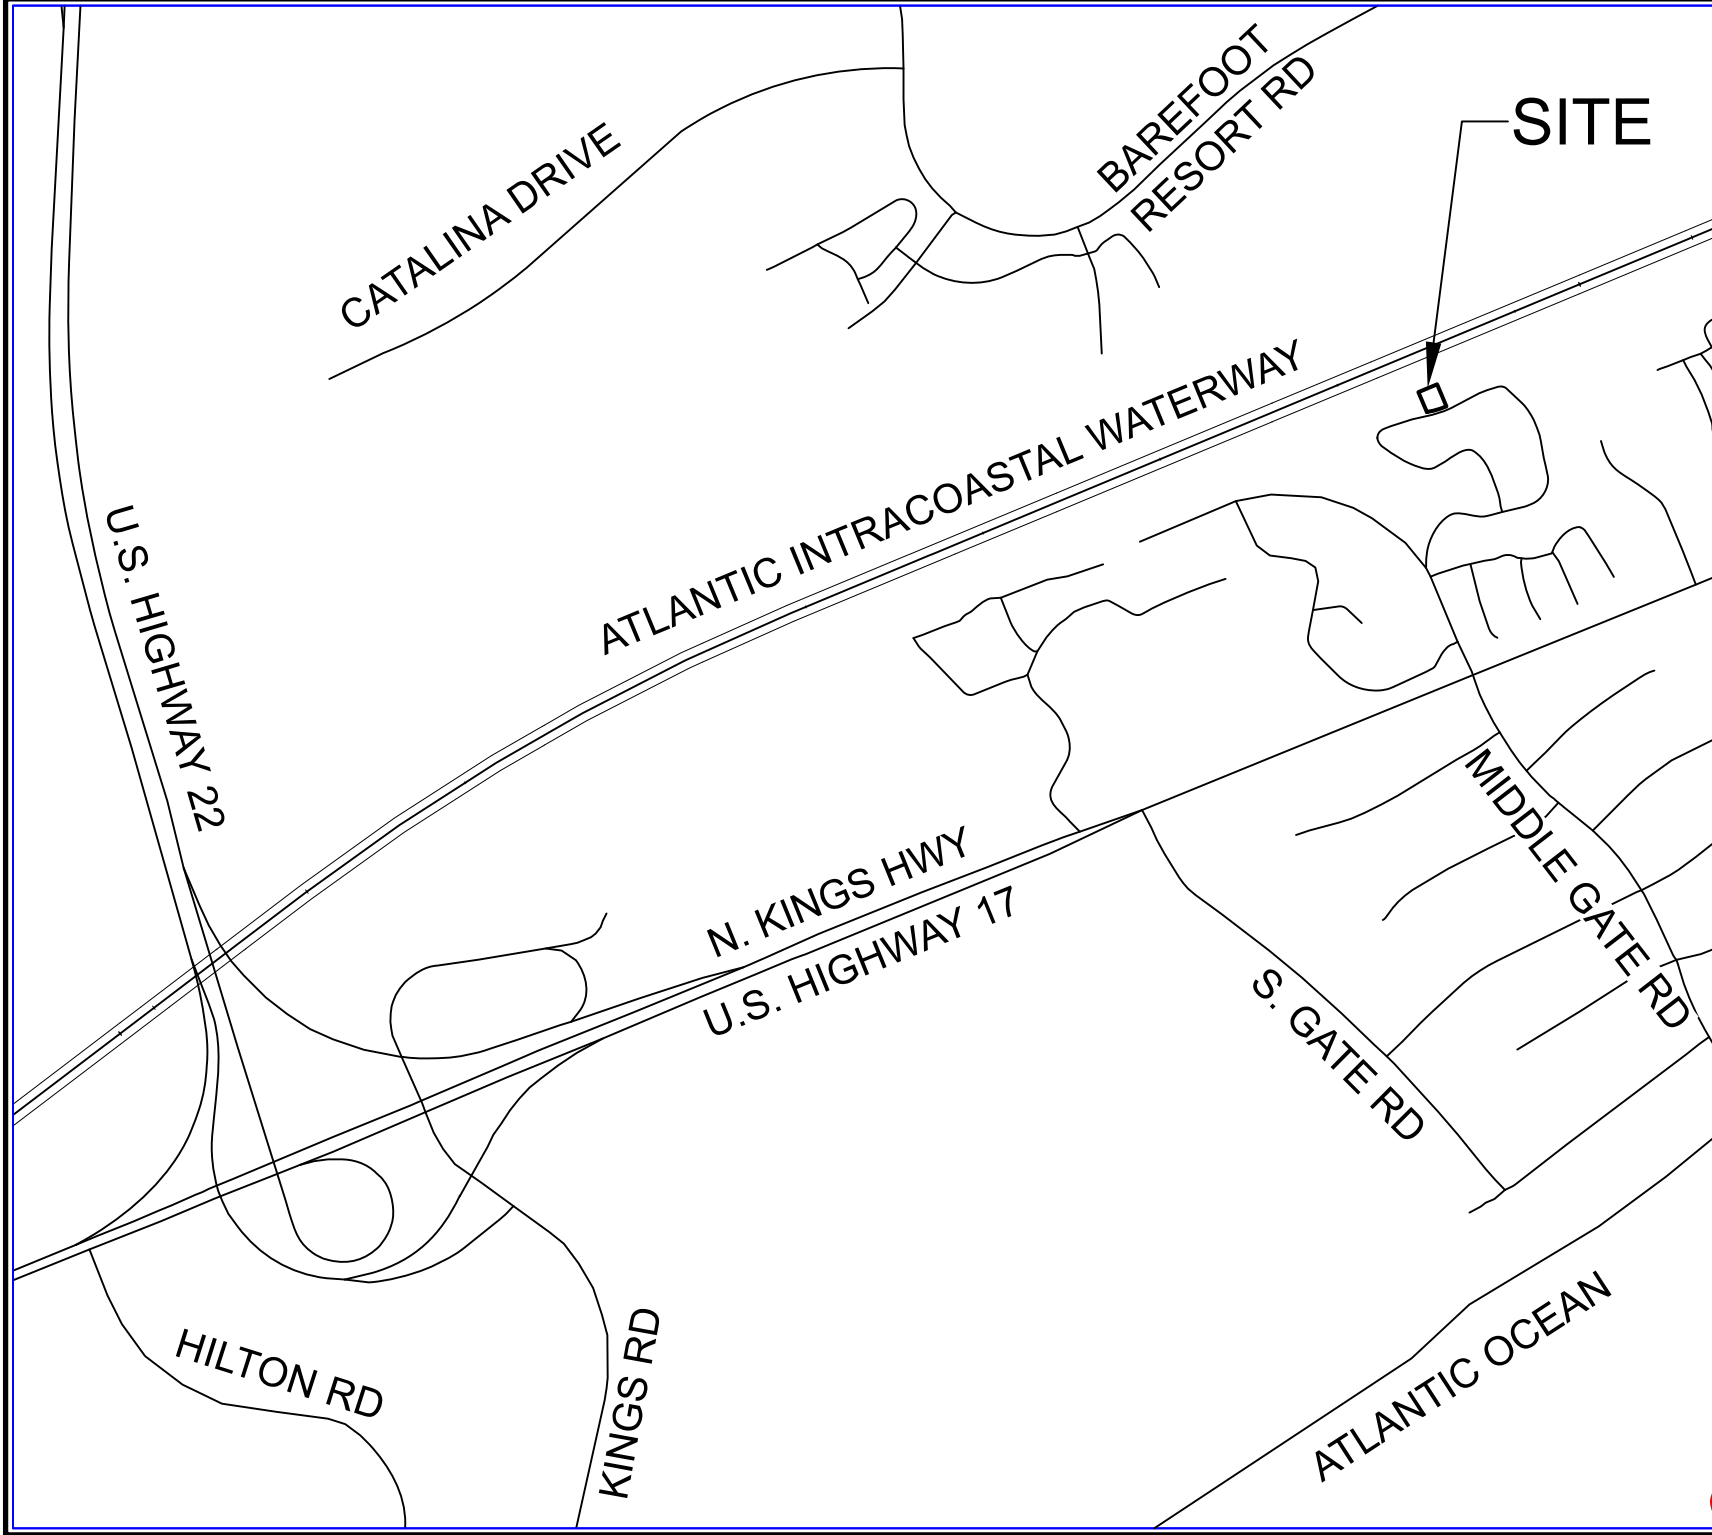 BAREFOOT
RESORT RD
SITE
CATALINA DRIVE
ATLANTIC INTRACOASTAL WATERWAY
U.S. HIGHWAY 22
N. KINGS HWY
U.S. HIGHWAY 17
MIDDLE GATE RD
S. GATE RD
HILTON RD
KINGS RD
ATLANTIC OCEAN